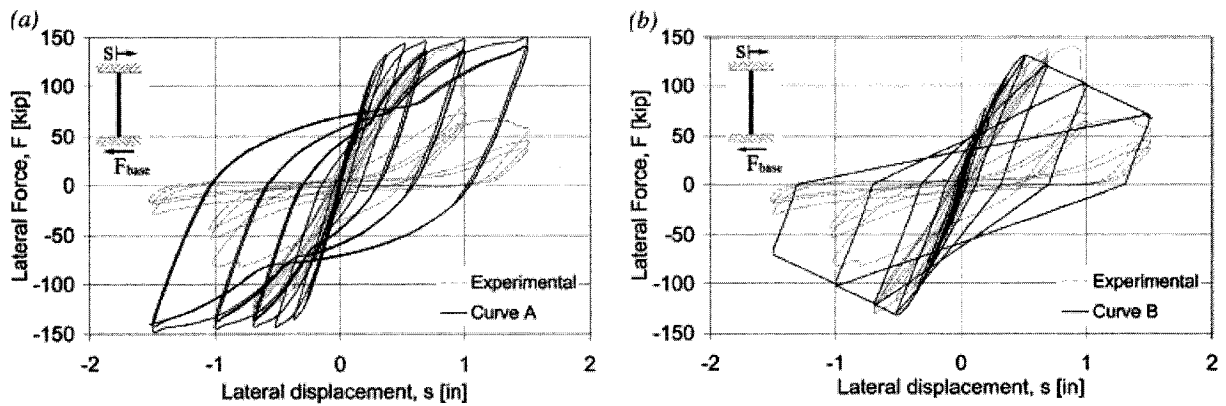 (a)
150
100
50
0
-50
-100
-150
-2
-1
0
1
2
Lateral Force, F [kip]
Lateral displacement, s [in]
s
F base
Experimental
Curve A
(b)
150
100
50
0
-50
-100
-150
-2
-1
0
1
2
Lateral Force, F [kip]
Lateral displacement, s [in]
s
F base
Experimental
Curve B